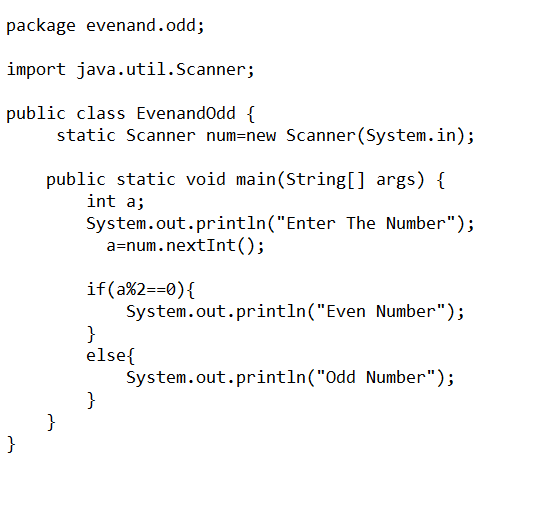 package evenand.odd;
import java.util.Scanner;
public class EvenandOdd {
static Scanner num=new Scanner(System.in);
public static void main(String[] args) {
int a;
System.out.println("Enter The Number");
a=num.nextInt();
if(a%2==0){
System.out.println("Even Number");
}
else{
System.out.println("Odd Number");
}
}
}